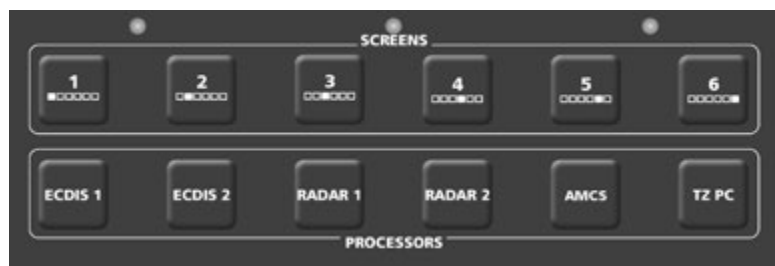 SCREENS
1 2 3 4 5 6
ECDIS 1 ECDIS 2 RADAR 1 RADAR 2 AMCS TZ PC
PROCESSORS